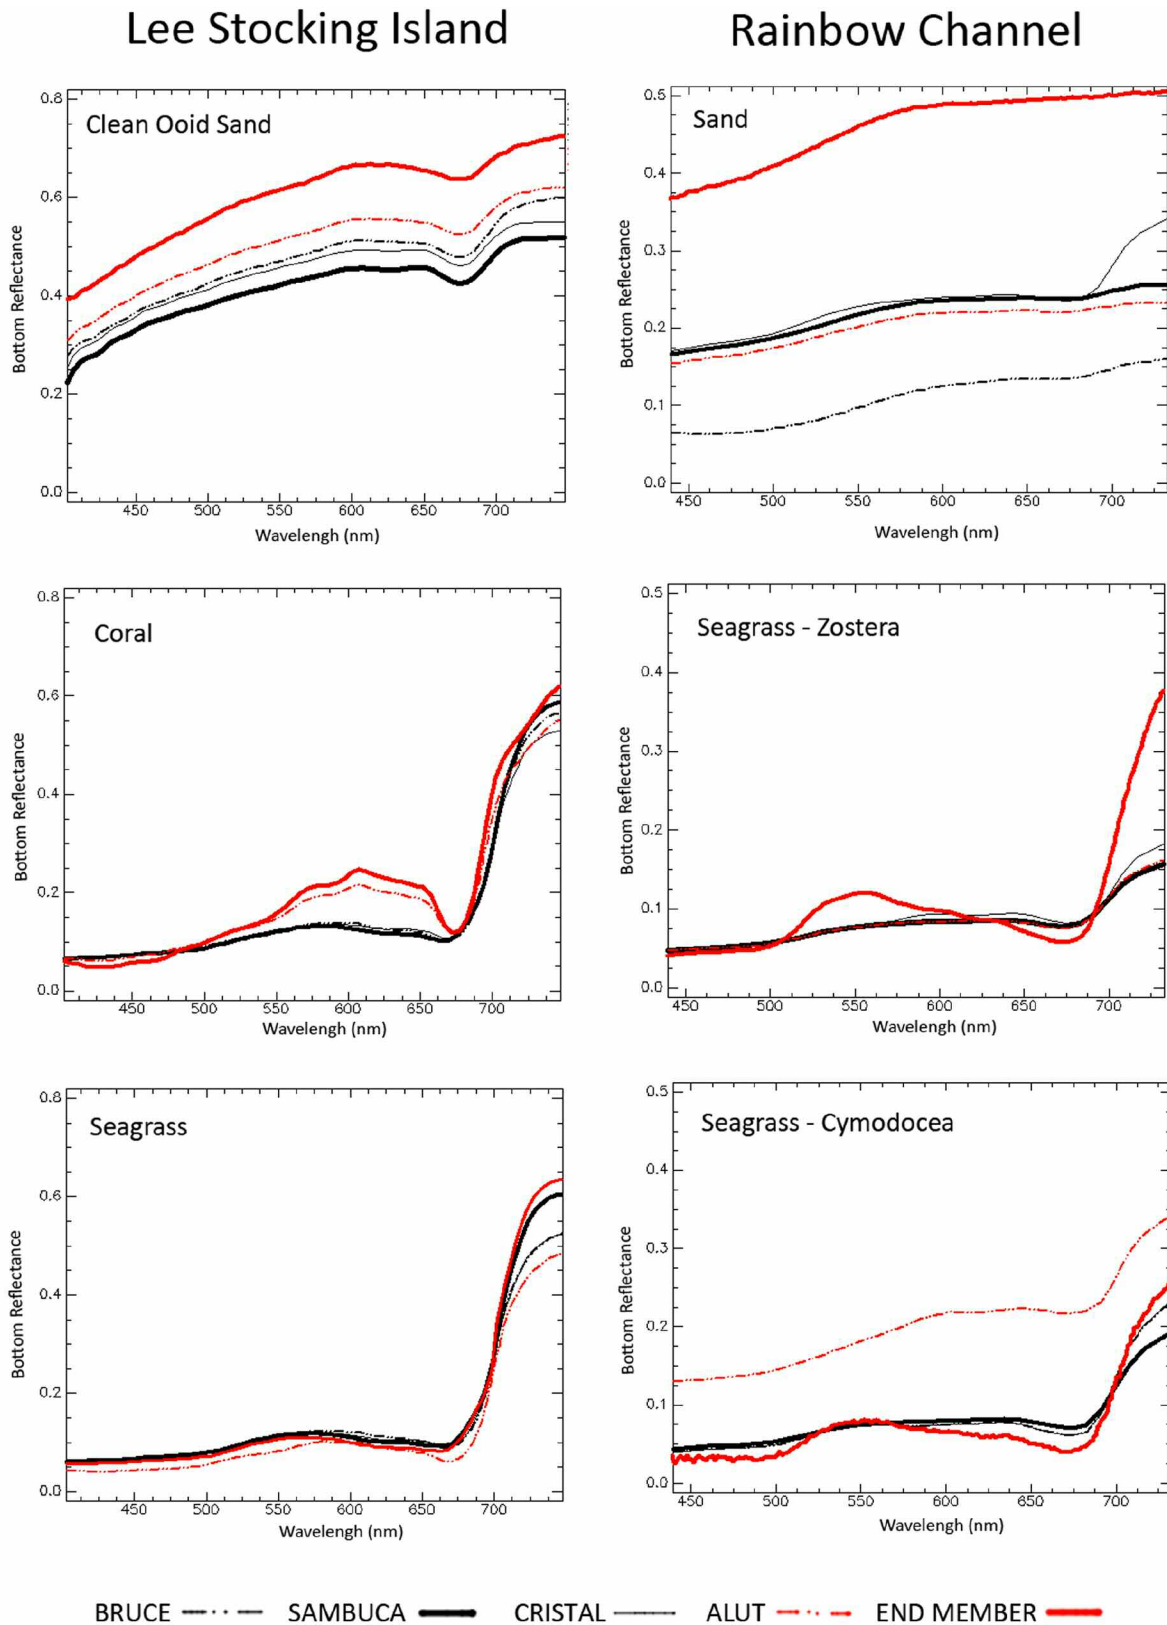 Lee Stocking Island
Rainbow Channel
Clean Ooid Sand
0.8
0.6
0.4
0.2
0.0
Bottom Reflectance
450 500 550 600 650 700
Wavelengh (nm)
Sand
0.5
0.4
0.3
0.2
0.1
0.0
Bottom Reflectance
450 500 550 600 650 700
Wavelengh (nm)
Coral
0.8
0.6
0.4
0.2
0.0
Bottom Reflectance
450 500 550 600 650 700
Wavelengh (nm)
Seagrass - Zostera
0.5
0.4
0.3
0.2
0.1
0.0
Bottom Reflectance
500 550 600 650 700
Wavelengh (nm)
Seagrass
0.8
0.6
0.4
0.2
0.0
Bottom Reflectance
450 500 550 600 650 700
Wavelengh (nm)
Seagrass - Cymodocea
0.5
0.4
0.3
0.2
0.1
0.0
Bottom Reflectance
450 500 550 600 650 700
Wavelengh (nm)
BRUCE SAMBUCA CRISTAL ALUT END MEMBER